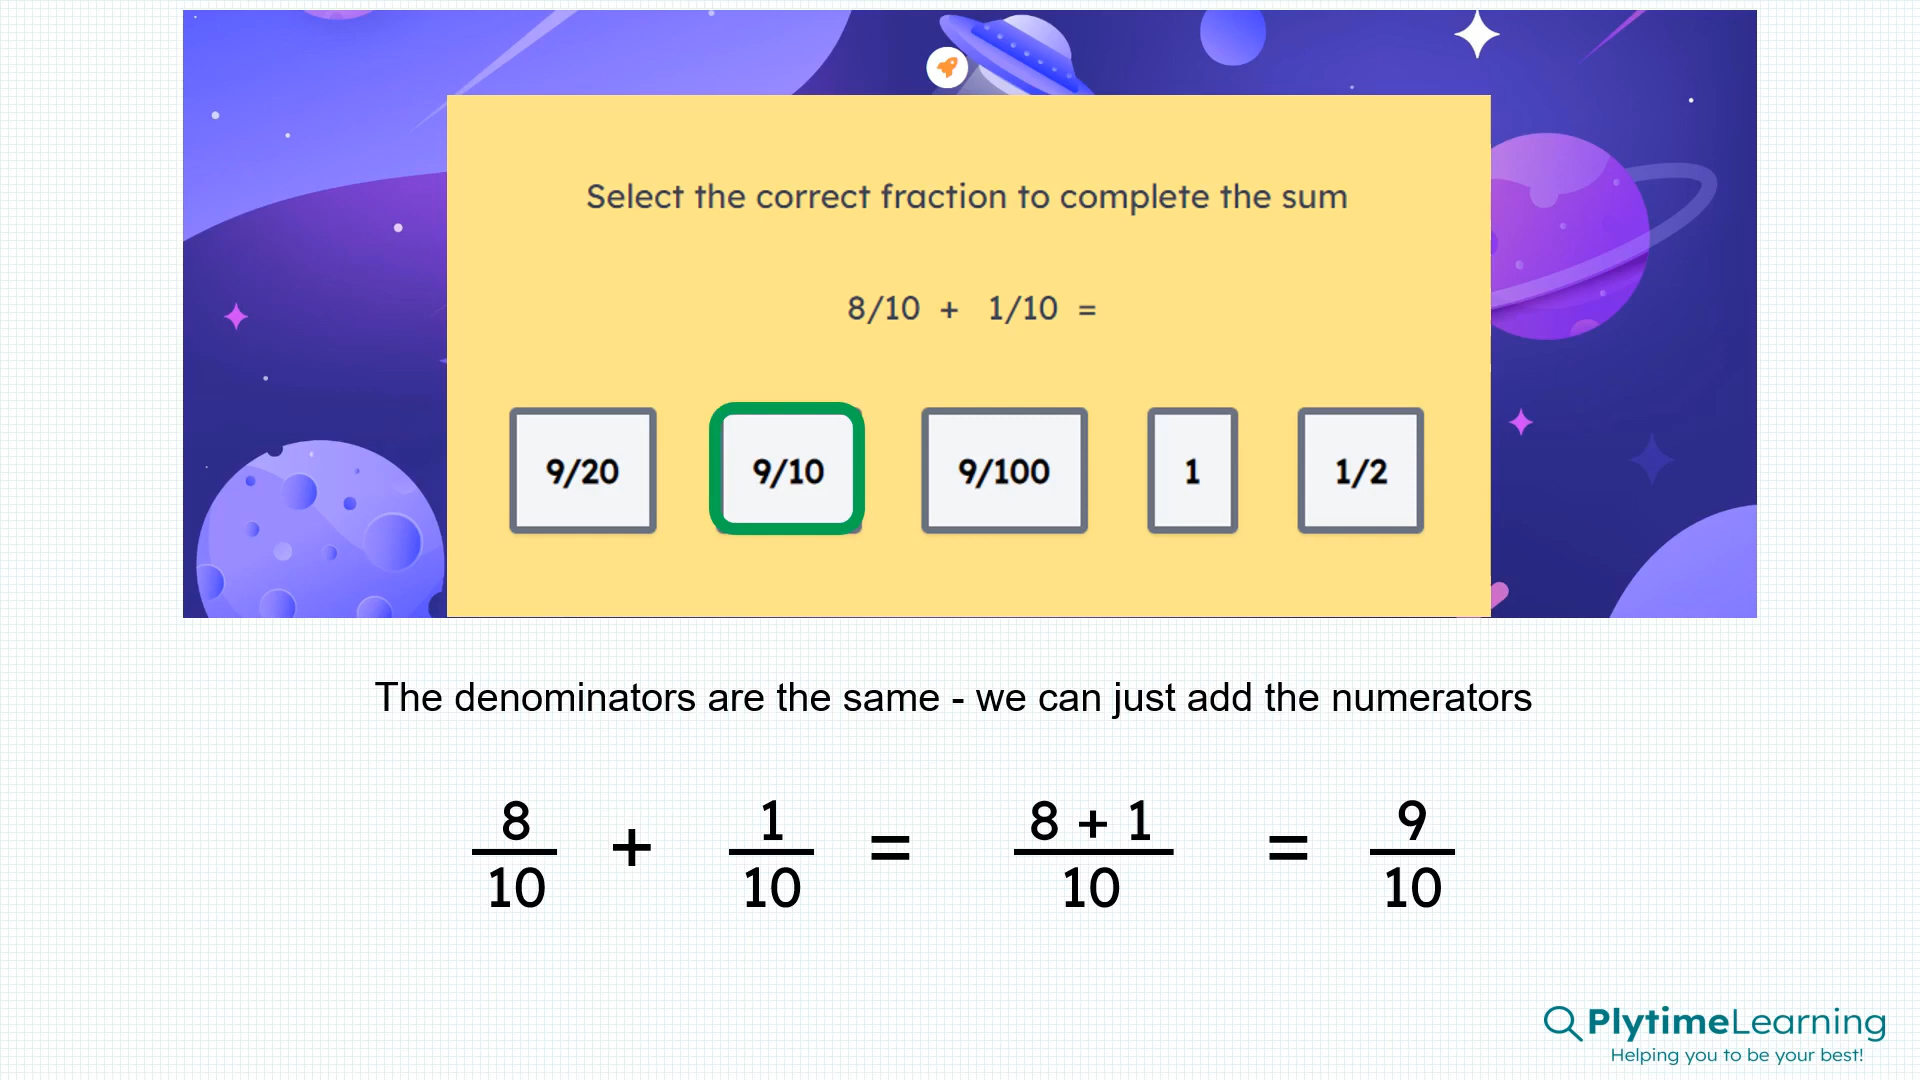 Select the correct fraction to complete the sum
8/10 + 1/10 =
9/20 9/10 9/100 1 1/2
The denominators are the same - we can just add the numerators
8/10 + 1/10 = 8 + 1/10 = 9/10
PlytimeLearning
Helping you to be your best!